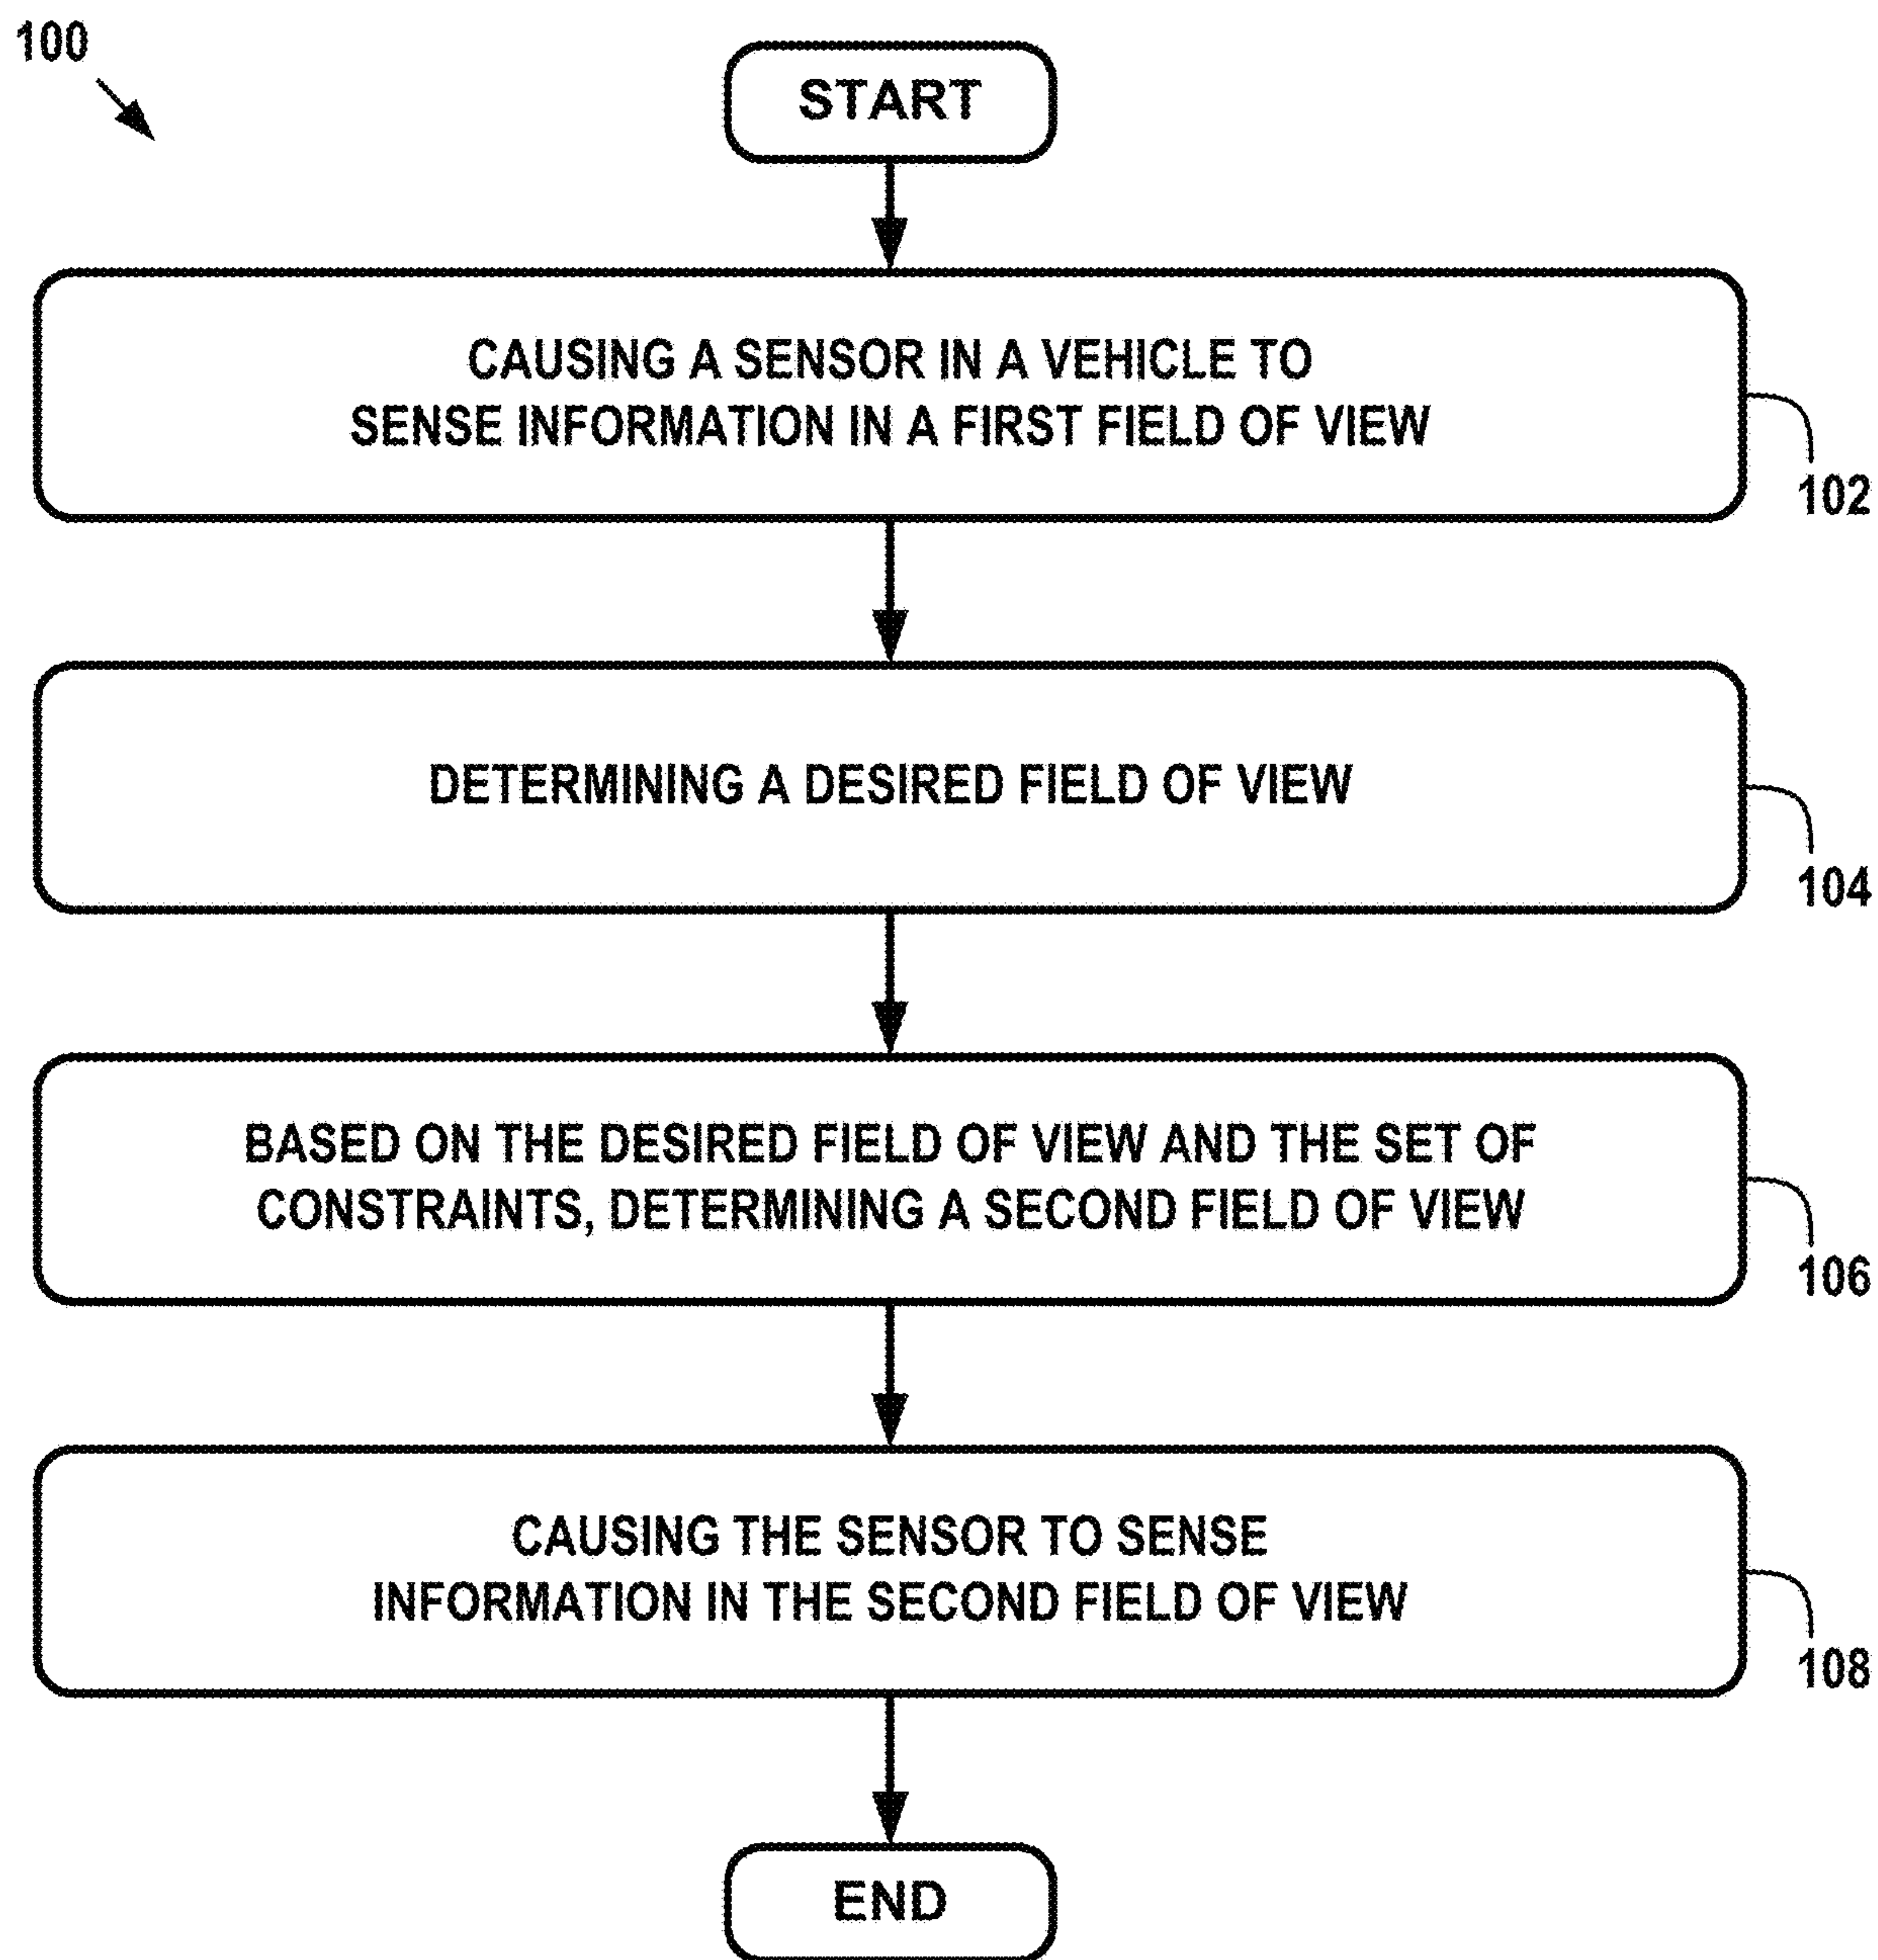 100
START
CAUSING A SENSOR IN A VEHICLE TO
SENSE INFORMATION IN A FIRST FIELD OF VIEW
102
DETERMINING A DESIRED FIELD OF VIEW
104
BASED ON THE DESIRED FIELD OF VIEW AND THE SET OF
CONSTRAINTS, DETERMINING A SECOND FIELD OF VIEW
106
CAUSING THE SENSOR TO SENSE
INFORMATION IN THE SECOND FIELD OF VIEW
108
END